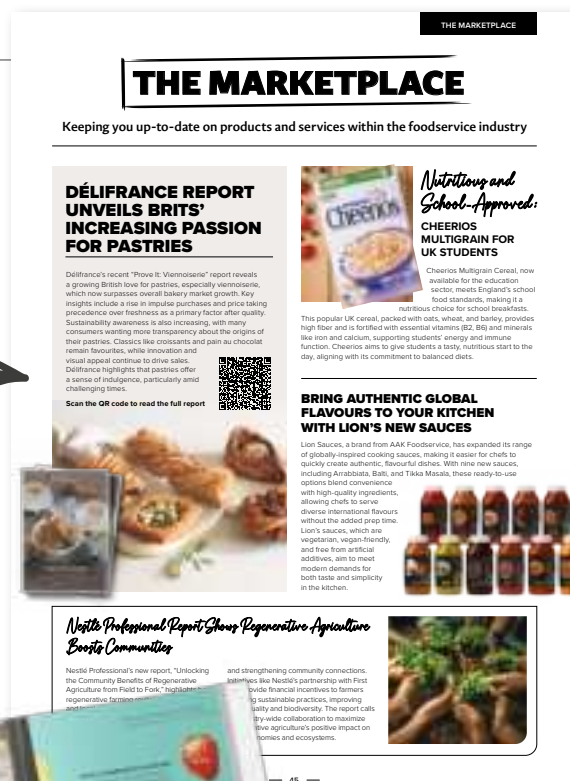 THE MARKETPLACE
THE MARKETPLACE
Keeping you up-to-date on products and services within the foodservice industry
DÉLIFRANCE REPORT
UNVEILS BRITS'
INCREASING PASSION
FOR PASTRIES
Délifrance's recent "Prove It: Viennoiserie" report reveals
a growing British love for pastries, especially viennoiserie,
which now surpasses overall bakery market growth. Key
insights include a rise in impulse purchases and price taking
precedence over freshness as a primary factor after quality.
Sustainability awareness is also increasing, with many
consumers wanting more transparency about the origins of
their pastries. Classics like croissants and pain au chocolat
remain favourites, while innovation and
visual appeal continue to drive sales.
Délifrance highlights that pastries offer
a sense of indulgence, particularly amid
challenging times.
Scan the QR code to read the full report
Cheerios
Nutritious and
School-Approved:
CHEERIOS
MULTIGRAIN FOR
UK STUDENTS
Cheerios Multigrain Cereal, now
available for the education
sector, meets England's school
food standards, making it a
nutritious choice for school breakfasts.
This popular UK cereal, packed with oats, wheat, and barley, provides
high fiber and is fortified with essential vitamins (B2, B6) and minerals
like iron and calcium, supporting students' energy and immune
function. Cheerios aims to give students a tasty, nutritious start to the
day, aligning with its commitment to balanced diets.
BRING AUTHENTIC GLOBAL
FLAVOURS TO YOUR KITCHEN
WITH LION'S NEW SAUCES
Lion Sauces, a brand from AAK Foodservice, has expanded its range
of globally-inspired cooking sauces, making it easier for chefs to
quickly create authentic, flavourful dishes. With nine new sauces,
including Arrabbiata, Balti, and Tikka Masala, these ready-to-use
options blend convenience
with high-quality ingredients,
allowing chefs to serve
diverse international flavours
without the added prep time.
Lion's sauces, which are
vegetarian, vegan-friendly,
and free from artificial
additives, aim to meet
modern demands for
both taste and simplicity
in the kitchen.
Nestlé Professional Report Shows Regenerative Agriculture
Boosts Communities
Nestlé Professional's new report, "Unlocking
the Community Benefits of Regenerative
Agriculture from Field to Fork," highlights
regenerative farming
and strengthening community connections.
Initiatives like Nestlé's partnership with First
provide financial incentives to farmers
sustainable practices, improving
quality and biodiversity. The report calls
collaboration to maximize
agriculture's positive impact on
and ecosystems.
45